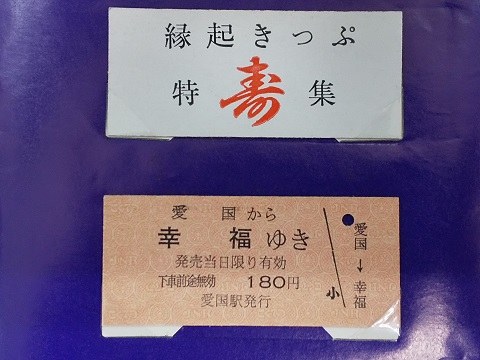 縁起きっぷ
特 寿 集
愛 国 から
幸 福 ゆき
発売当日限り有効
下車前途無効 180円
愛国駅発行
小
愛国→幸福